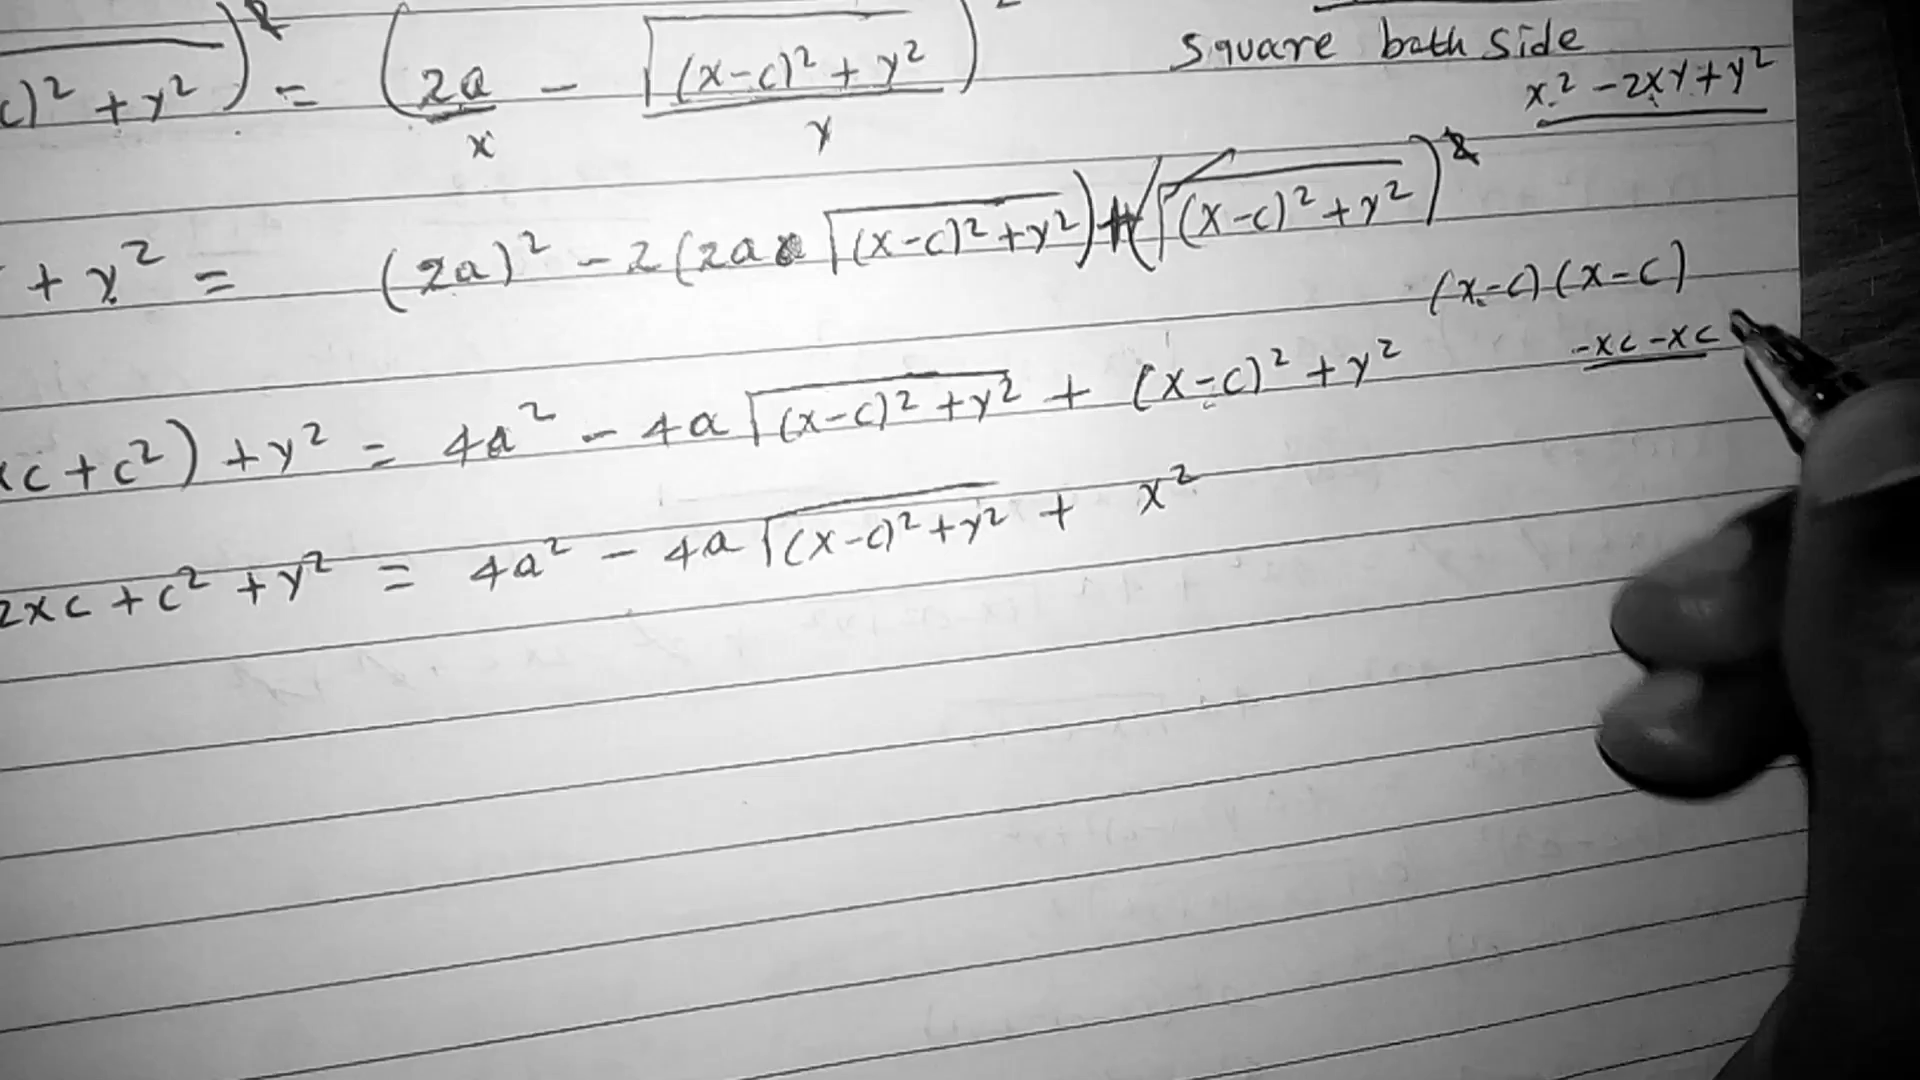 c)² + y²)² = (2a - √(x-c)² + y²)²
x y
square both side
x² - 2xy + y²
+ y² = (2a)² - 2(2a √(x-c)² + y²) + (√(x-c)² + y²)²
(x-c)(x-c)
-xc -xc
xc + c²) + y² = 4a² - 4a √(x-c)² + y² + (x-c)² + y²
2xc + c² + y² = 4a² - 4a √(x-c)² + y² + x²